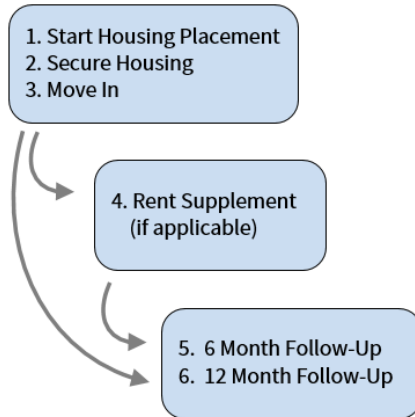 1. Start Housing Placement
2. Secure Housing
3. Move In
4. Rent Supplement
(if applicable)
5. 6 Month Follow-Up
6. 12 Month Follow-Up